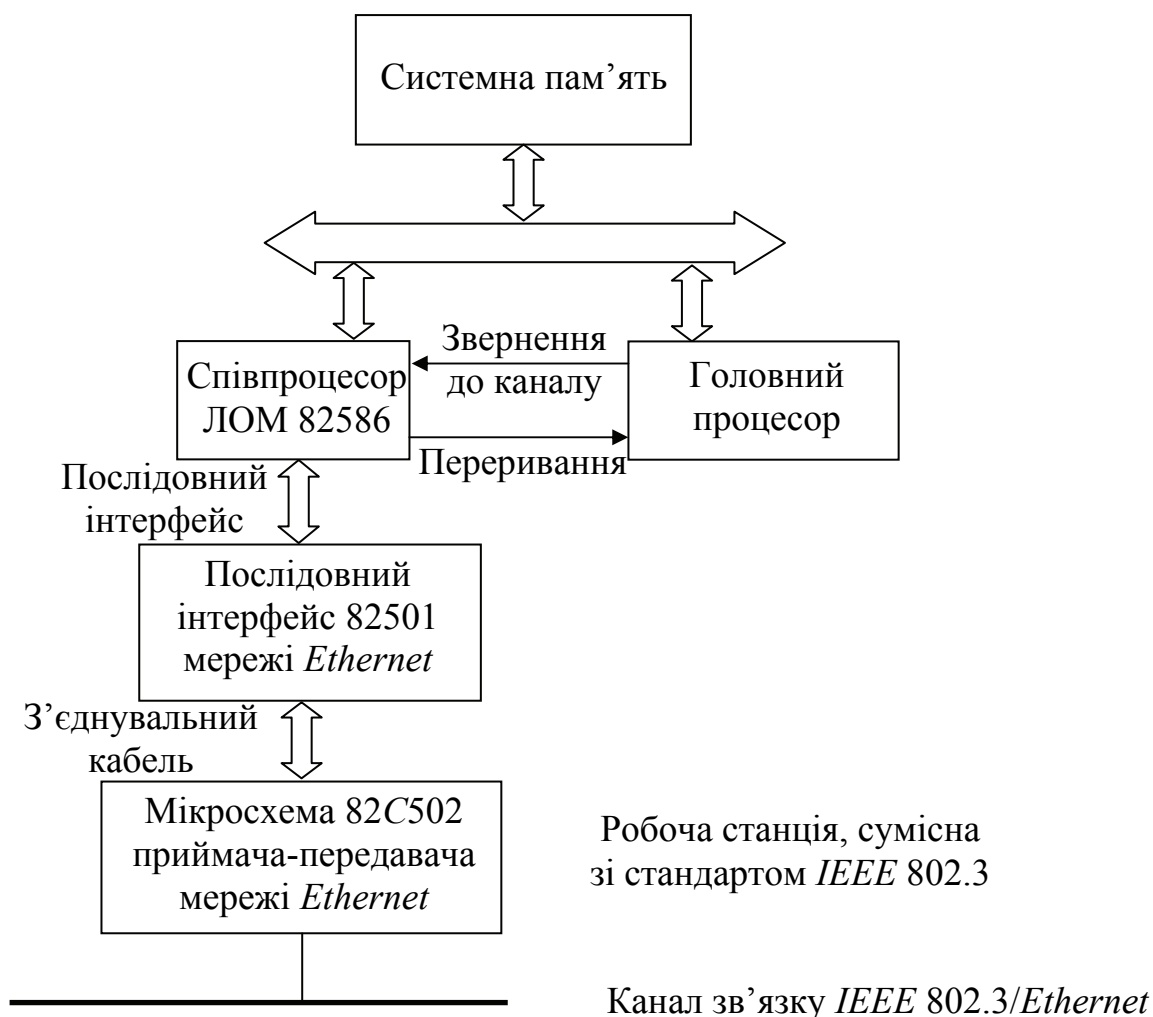 Системна пам’ять
Звернення
до каналу
Співпроцесор
ЛОМ 82586
Головний
процесор
Переривання
Послідовний
інтерфейс
Послідовний
інтерфейс 82501
мережі Ethernet
З’єднувальний
кабель
Мікросхема 82C502
приймача-передавача
мережі Ethernet
Робоча станція, сумісна
зі стандартом IEEE 802.3
Канал зв’язку IEEE 802.3/Ethernet